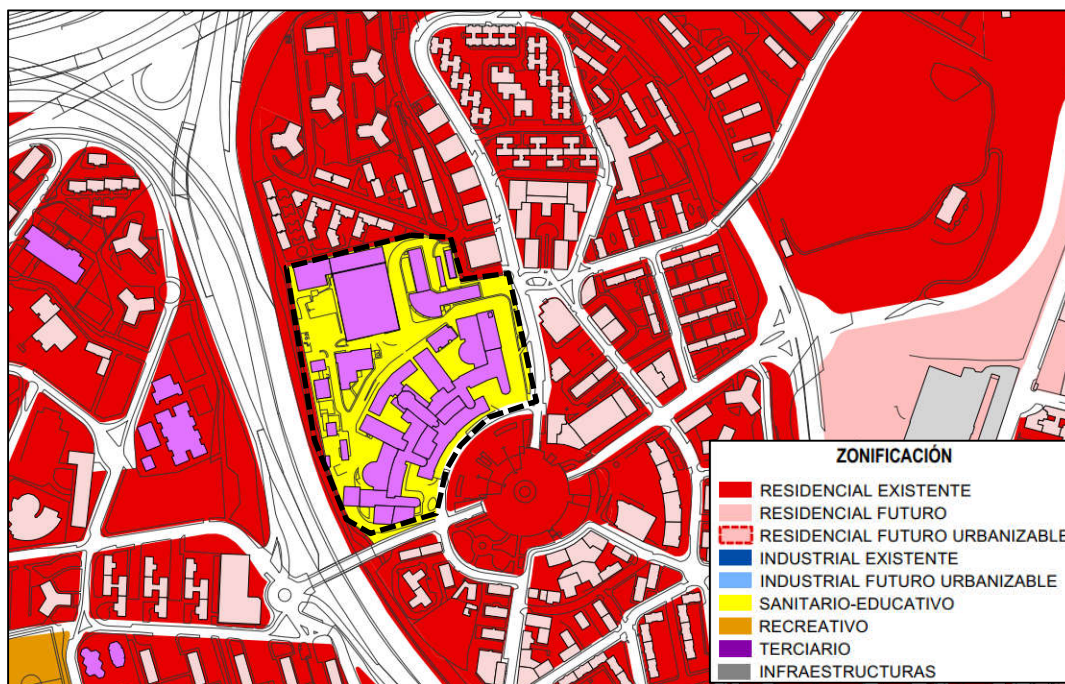 ZONIFICACIÓN
RESIDENCIAL EXISTENTE
RESIDENCIAL FUTURO
RESIDENCIAL FUTURO URBANIZABLE
INDUSTRIAL EXISTENTE
INDUSTRIAL FUTURO URBANIZABLE
SANITARIO-EDUCATIVO
RECREATIVO
TERCIARIO
INFRAESTRUCTURAS